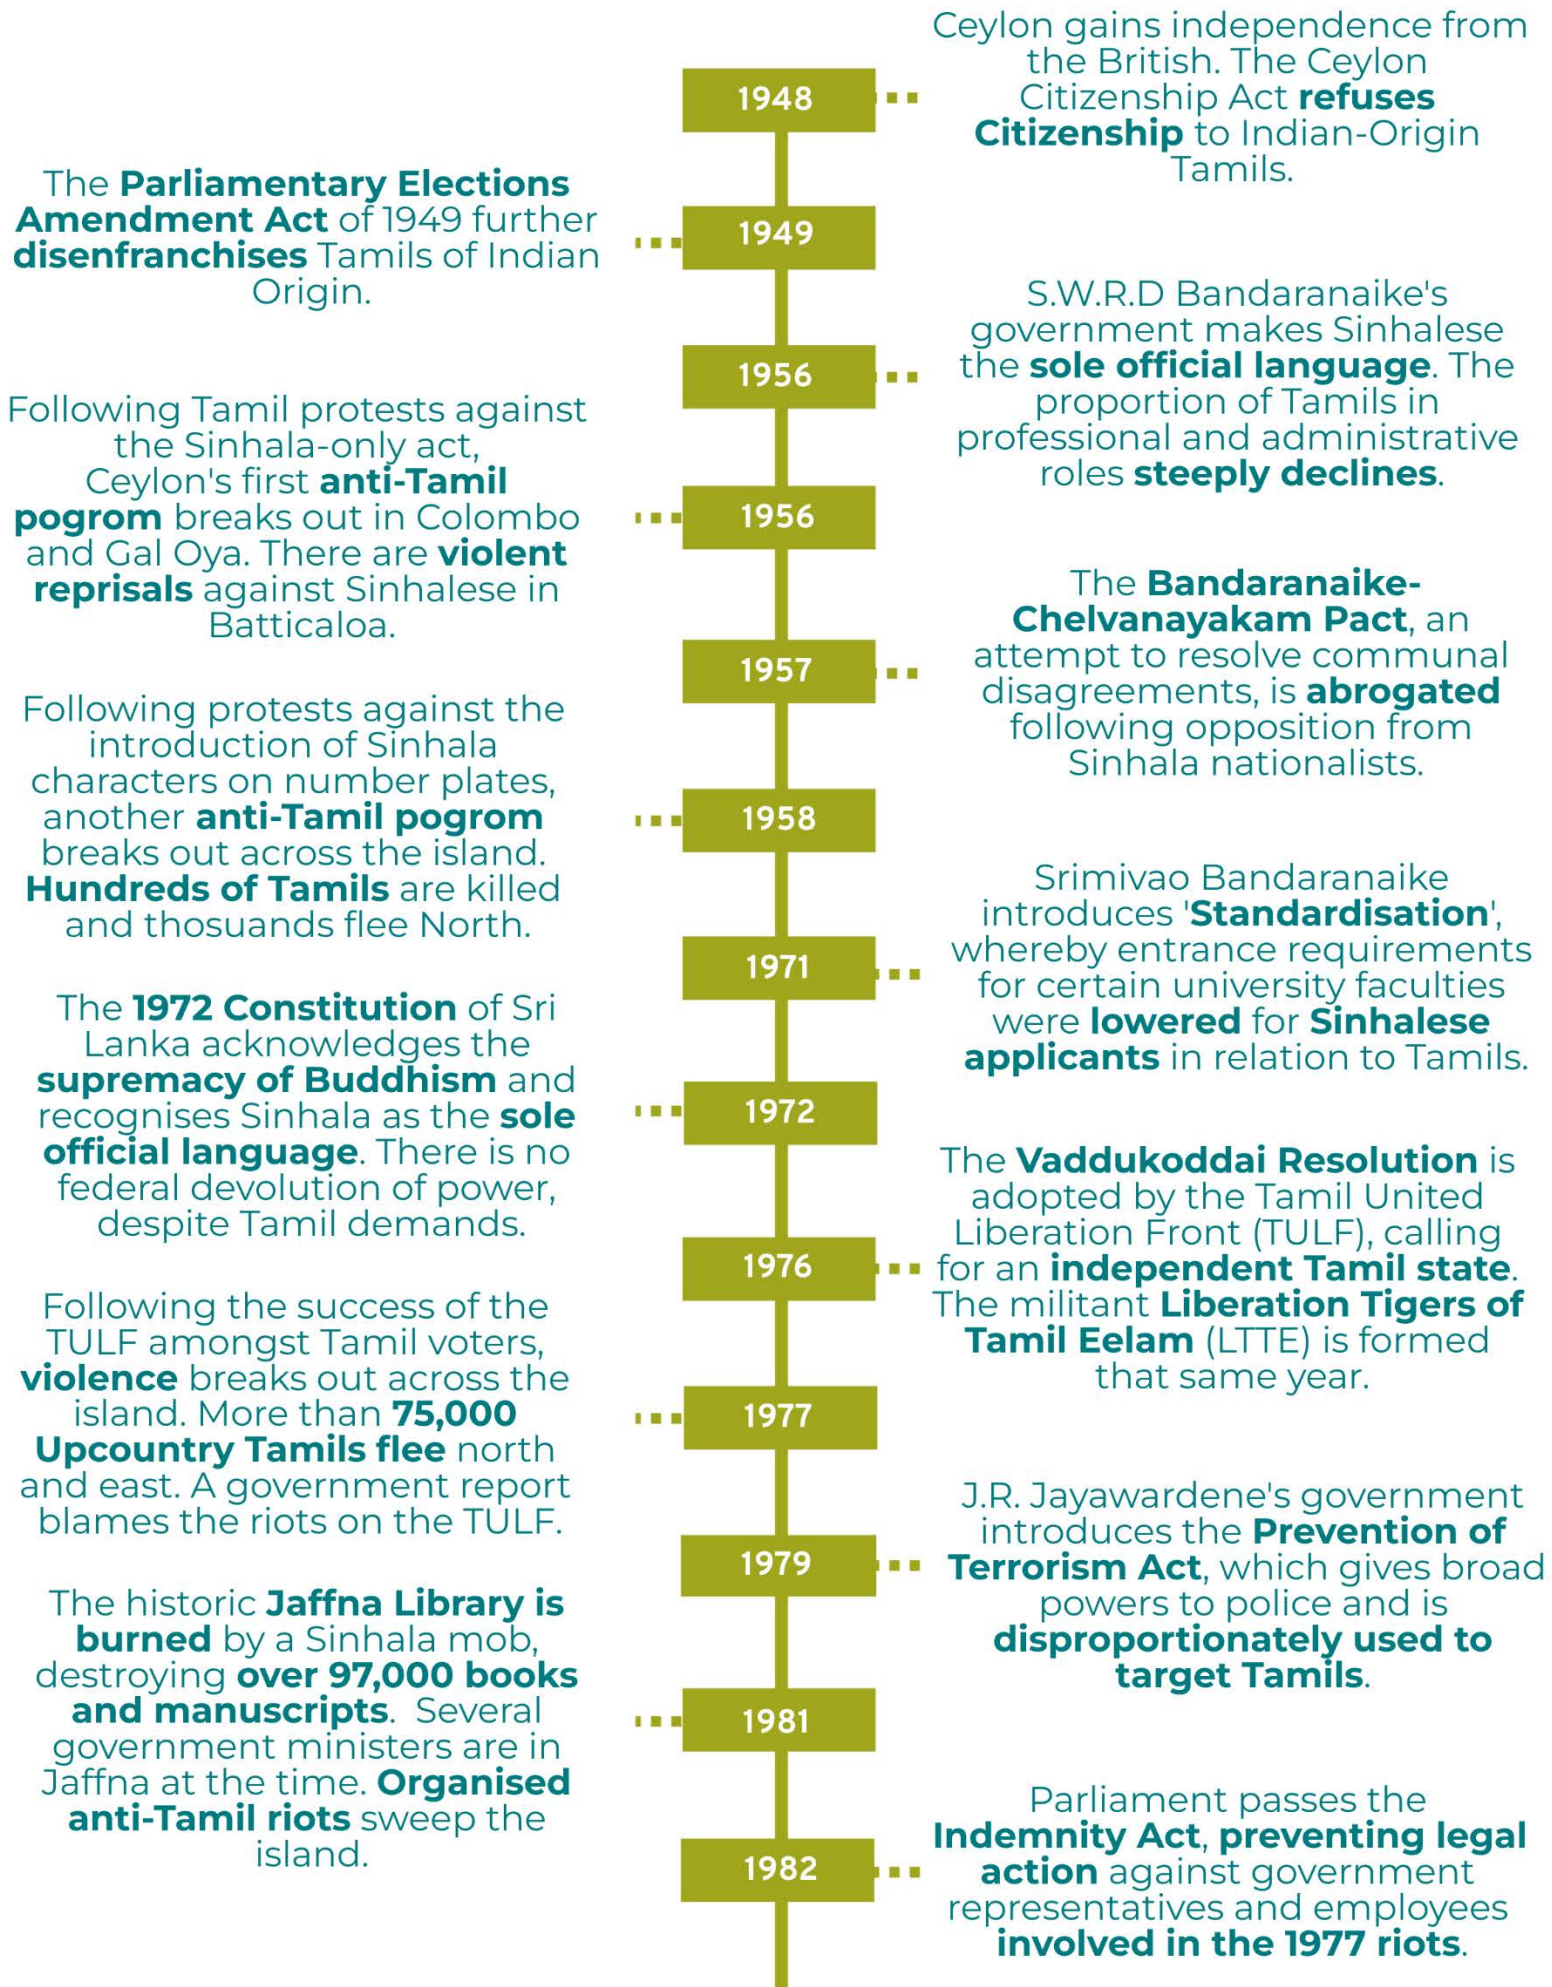 1948
Ceylon gains independence from
the British. The Ceylon
Citizenship Act refuses
Citizenship to Indian-Origin
Tamils.
The Parliamentary Elections
Amendment Act of 1949 further
disenfranchises Tamils of Indian
Origin.
1949
1956
S.W.R.D Bandaranaike's
government makes Sinhalese
the sole official language. The
proportion of Tamils in
professional and administrative
roles steeply declines.
Following Tamil protests against
the Sinhala-only act,
Ceylon's first anti-Tamil
pogrom breaks out in Colombo
and Gal Oya. There are violent
reprisals against Sinhalese in
Batticaloa.
1956
1957
The Bandaranaike-
Chelvanayakam Pact, an
attempt to resolve communal
disagreements, is abrogated
following opposition from
Sinhala nationalists.
Following protests against the
introduction of Sinhala
characters on number plates,
another anti-Tamil pogrom
breaks out across the island.
Hundreds of Tamils are killed
and thosuands flee North.
1958
1971
Srimivao Bandaranaike
introduces 'Standardisation',
whereby entrance requirements
for certain university faculties
were lowered for Sinhalese
applicants in relation to Tamils.
The 1972 Constitution of Sri
Lanka acknowledges the
supremacy of Buddhism and
recognises Sinhala as the sole
official language. There is no
federal devolution of power,
despite Tamil demands.
1972
1976
The Vaddukoddai Resolution is
adopted by the Tamil United
Liberation Front (TULF), calling
for an independent Tamil state.
The militant Liberation Tigers of
Tamil Eelam (LTTE) is formed
that same year.
Following the success of the
TULF amongst Tamil voters,
violence breaks out across the
island. More than 75,000
Upcountry Tamils flee north
and east. A government report
blames the riots on the TULF.
1977
1979
J.R. Jayawardene's government
introduces the Prevention of
Terrorism Act, which gives broad
powers to police and is
disproportionately used to
target Tamils.
The historic Jaffna Library is
burned by a Sinhala mob,
destroying over 97,000 books
and manuscripts. Several
government ministers are in
Jaffna at the time. Organised
anti-Tamil riots sweep the
island.
1981
1982
Parliament passes the
Indemnity Act, preventing legal
action against government
representatives and employees
involved in the 1977 riots.